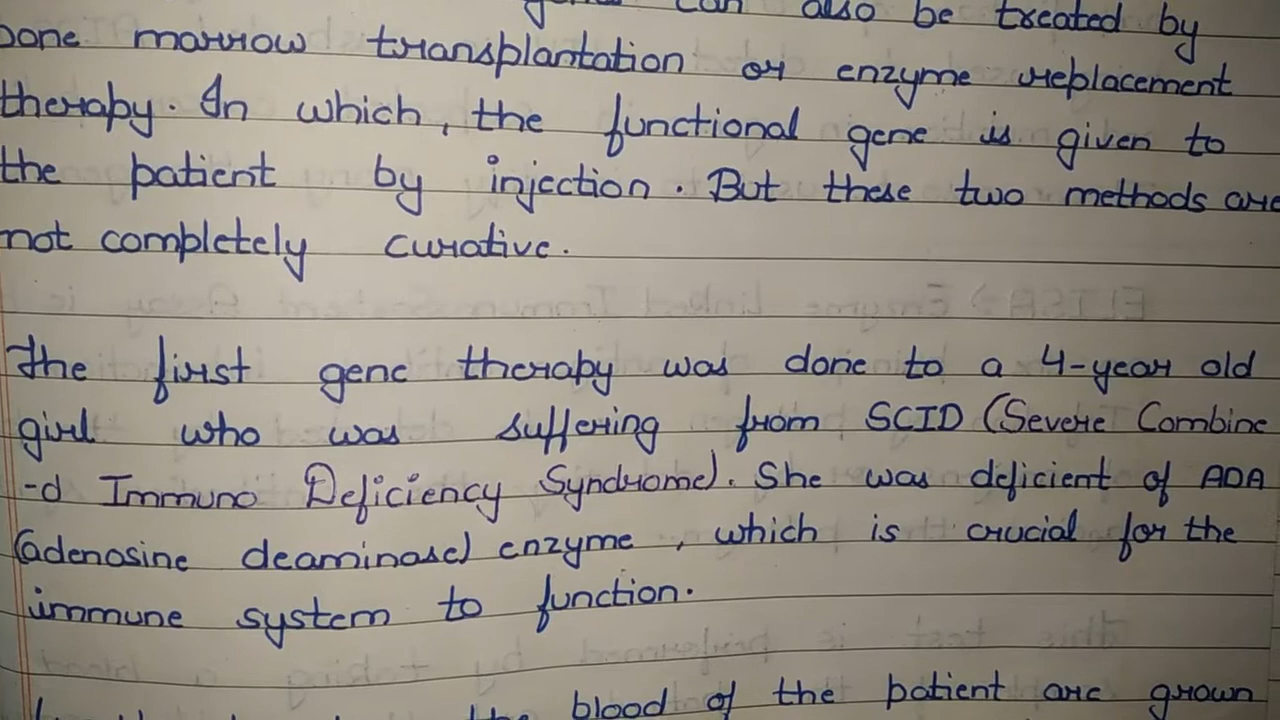 can also be treated by
bone marrow transplantation or enzyme replacement
therapy. In which, the functional gene is given to
the patient by injection. But these two methods are
not completely curative.
The first gene therapy was done to a 4-year old
girl who was suffering from SCID (Severe Combine
-d Immuno Deficiency Syndrome). She was deficient of ADA
(adenosine deaminase) enzyme, which is crucial for the
immune system to function.
the blood of the patient are grown